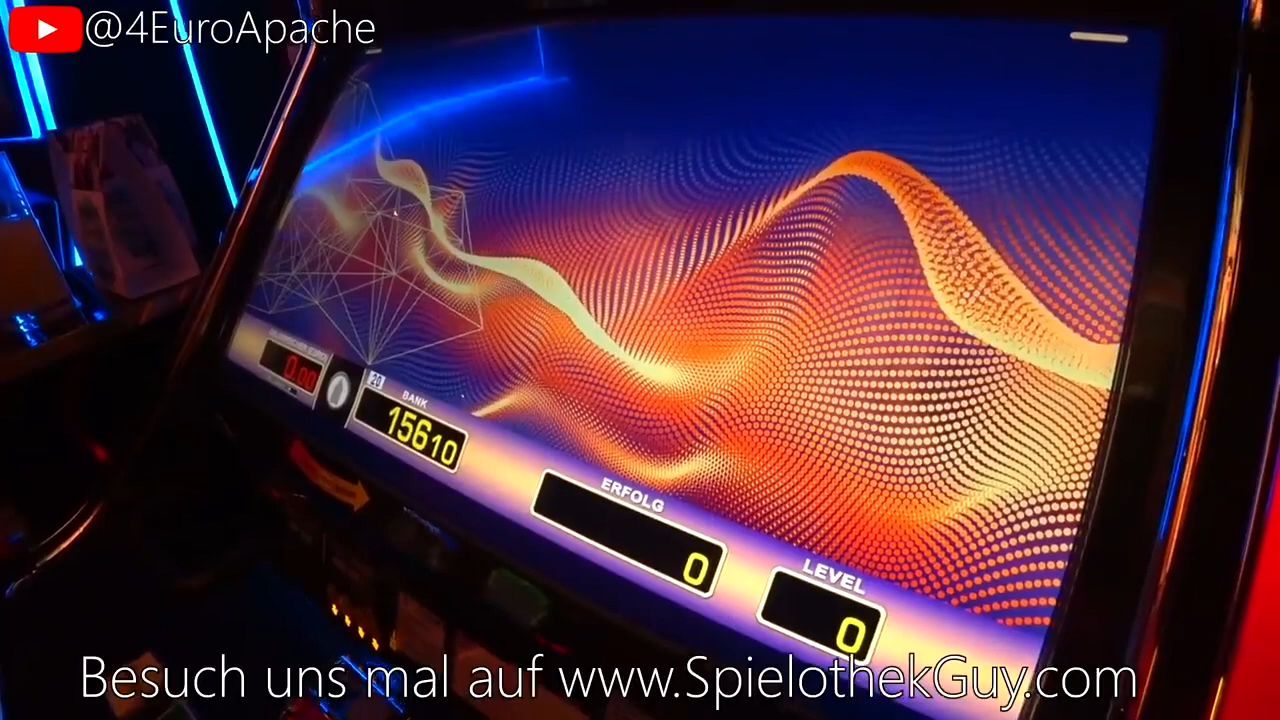 @4EuroApache
0.00
20
BANK
15610
ERFOLG
0
LEVEL
0
Besuch uns mal auf www.SpielothekGuy.com